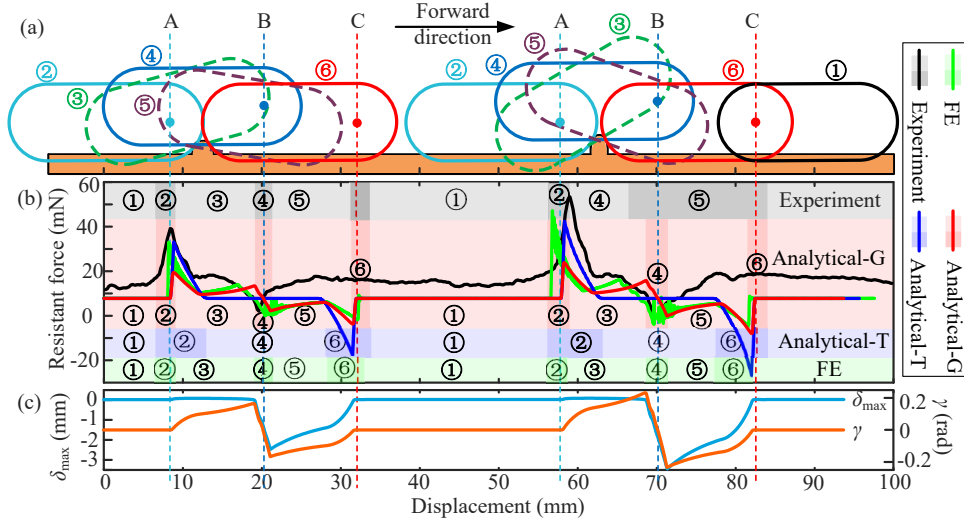 (a)
A B C Forward direction A B C
② ③ ④ ⑤ ⑥ ② ③ ④ ⑤ ⑥ ①
(b)
Resistant force (mN)
60
40
20
0
-20
① ② ③ ④ ⑤ ① ② ③ ④ ⑤ Experiment
⑥ ④ ⑥ Analytical-G
① ② ③ ④ ⑤ ① ② ③ ⑤
① ② ④ ⑥ ① ② ④ ⑥ Analytical-T
① ② ③ ④ ⑤ ⑥ ① ② ③ ④ ⑤ ⑥ FE
(c)
δmax (mm)
0
-1
-2
-3
δmax
γ
0.2
0
-0.2
γ (rad)
0 10 20 30 40 50 60 70 80 90 100
Displacement (mm)
Experiment
FE
Analytical-T
Analytical-G